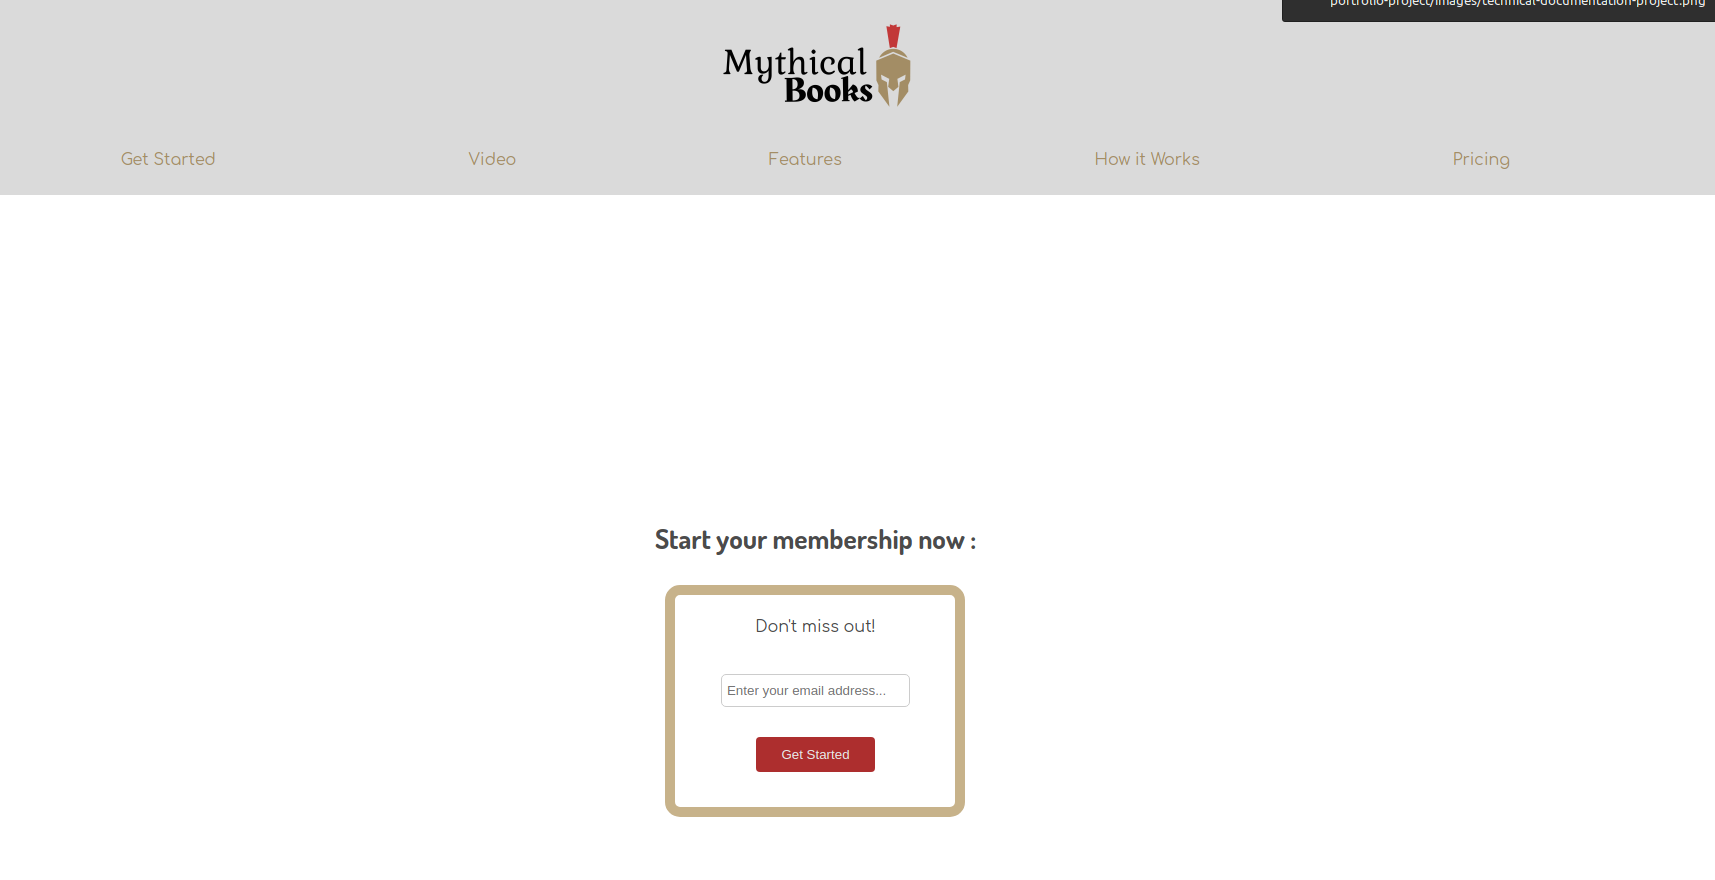 portfolio-project/images/technical-documentation-project.png
Mythical
Books
Get Started Video Features How it Works Pricing
Start your membership now :
Don't miss out!
Enter your email address...
Get Started